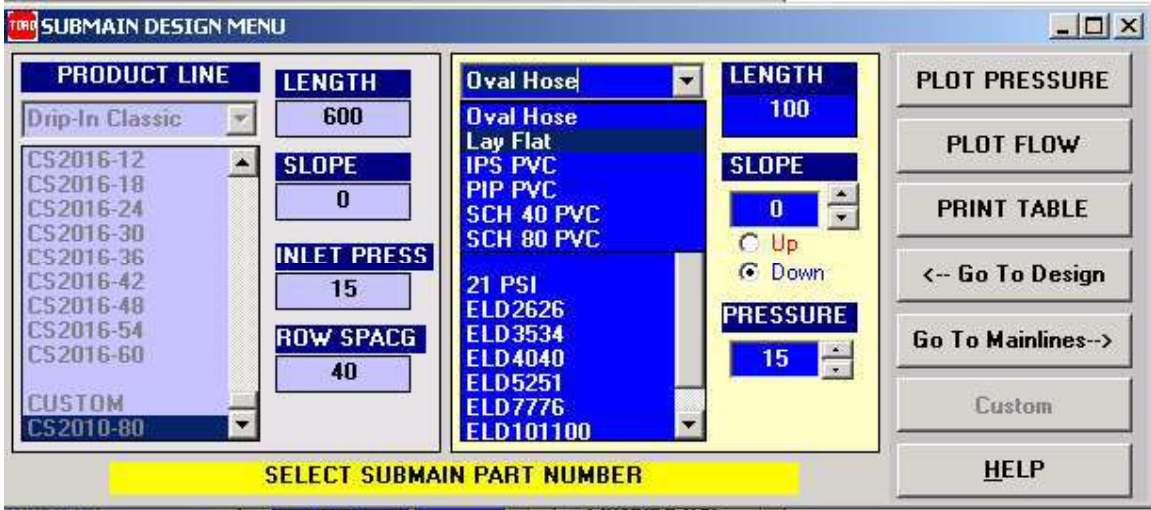 TORO SUBMAIN DESIGN MENU
PRODUCT LINE
Drip-In Classic
CS2016-12
CS2016-18
CS2016-24
CS2016-30
CS2016-36
CS2016-42
CS2016-48
CS2016-54
CS2016-60
CUSTOM
CS2010-80
LENGTH
600
SLOPE
0
INLET PRESS
15
ROW SPACG
40
Oval Hose
Oval Hose
Lay Flat
IPS PVC
PIP PVC
SCH 40 PVC
SCH 80 PVC
21 PSI
ELD2626
ELD3534
ELD4040
ELD5251
ELD7776
ELD101100
LENGTH
100
SLOPE
0
Up
Down
PRESSURE
15
PLOT PRESSURE
PLOT FLOW
PRINT TABLE
<-- Go To Design
Go To Mainlines-->
Custom
HELP
SELECT SUBMAIN PART NUMBER